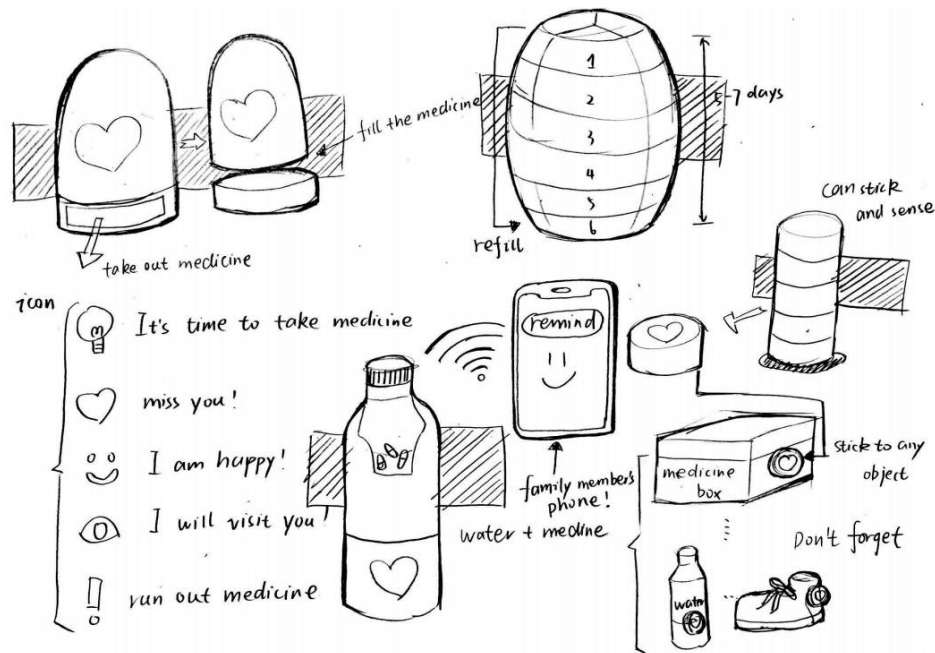 fill the medicine
take out medicine
1
2
3
4
5
6
5-7 days
refill
can stick
and sense
icon
It's time to take medicine
miss you!
I am happy!
I will visit you!
run out medicine
remind
family member's
phone!
water + medine
medicine
box
stick to any
object
Don't forget
water